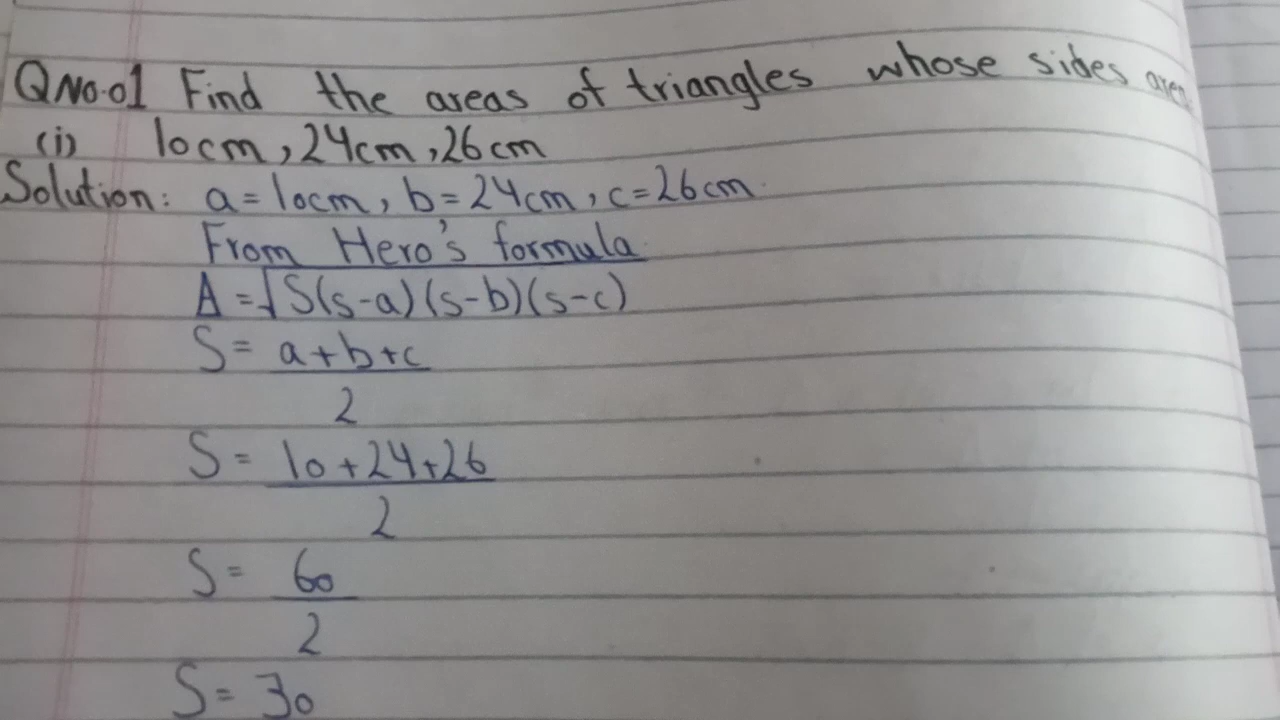 Q No.01 Find the areas of triangles whose sides are
(i) 10cm, 24cm, 26cm
Solution: a = 10cm, b = 24cm, c = 26cm.
From Hero's formula
A = √S(s-a)(s-b)(s-c)
S = a+b+c
2
S = 10+24+26
2
S = 60
2
S = 30